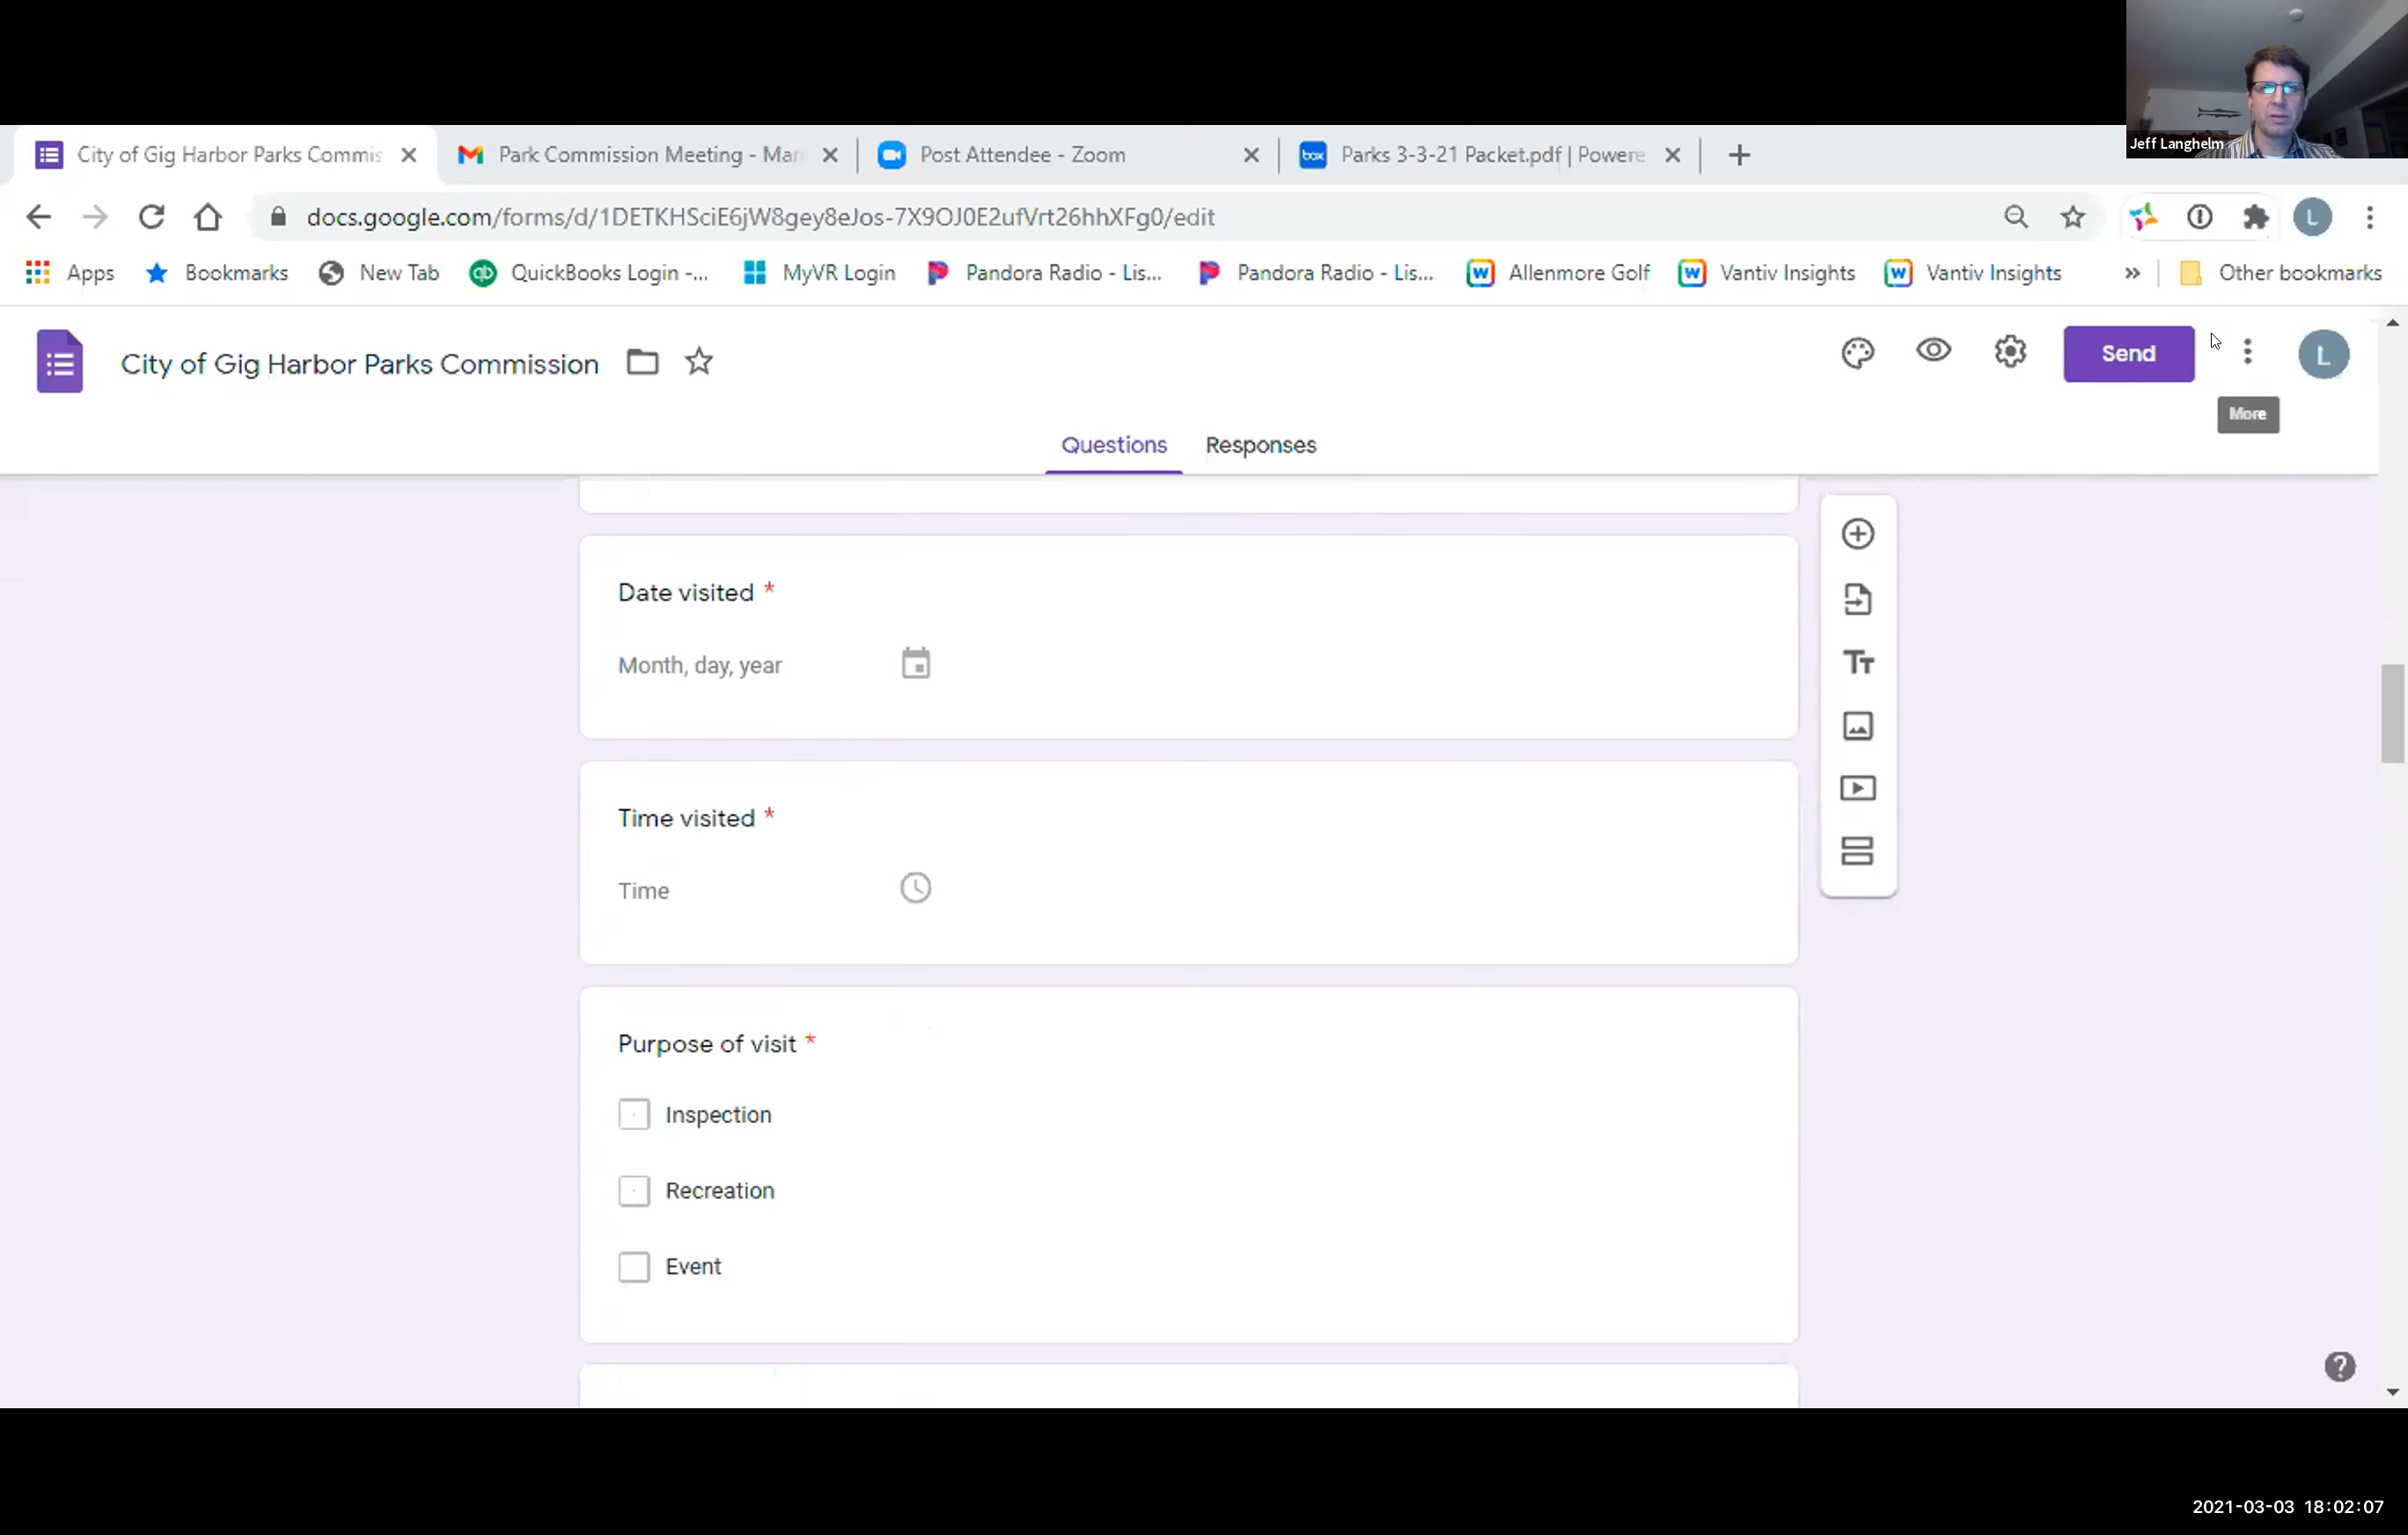 Jeff Langhelm
City of Gig Harbor Parks Commis
Park Commission Meeting - Mar
Post Attendee - Zoom
box
Parks 3-3-21 Packet.pdf | Powere
docs.google.com/forms/d/1DETKHSciE6jW8gey8eJos-7X9OJ0E2ufVrt26hhXFg0/edit
L
Apps
Bookmarks
New Tab
qb
QuickBooks Login -...
MyVR Login
Pandora Radio - Lis...
Pandora Radio - Lis...
W
Allenmore Golf
W
Vantiv Insights
W
Vantiv Insights
»
Other bookmarks
City of Gig Harbor Parks Commission
Send
L
More
Questions
Responses
Date visited *
Month, day, year
Tт
Time visited *
Time
Purpose of visit *
Inspection
Recreation
Event
2021-03-03 18:02:07